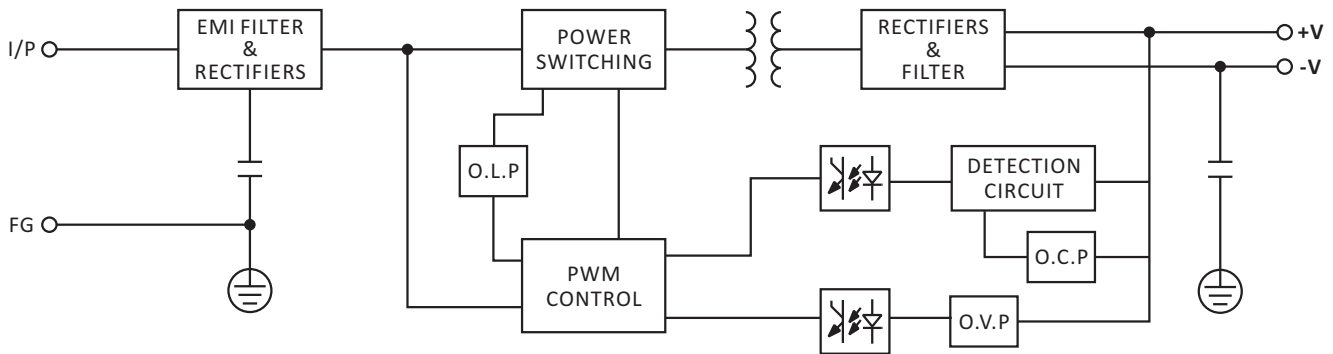 I/P
EMI FILTER
&
RECTIFIERS
POWER
SWITCHING
RECTIFIERS
&
FILTER
+V
-V
O.L.P
DETECTION
CIRCUIT
FG
PWM
CONTROL
O.C.P
O.V.P